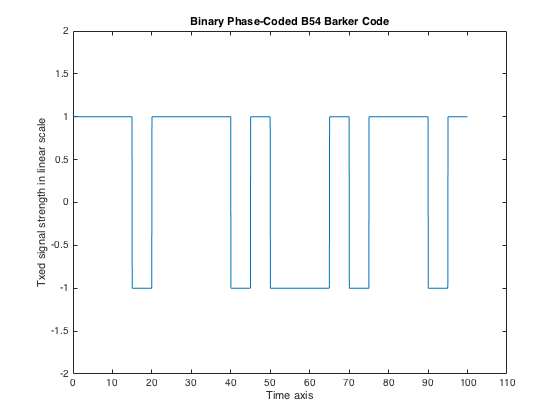 Binary Phase-Coded B54 Barker Code
2
1.5
1
0.5
0
-0.5
-1
-1.5
-2
Txed signal strength in linear scale
0 10 20 30 40 50 60 70 80 90 100 110
Time axis